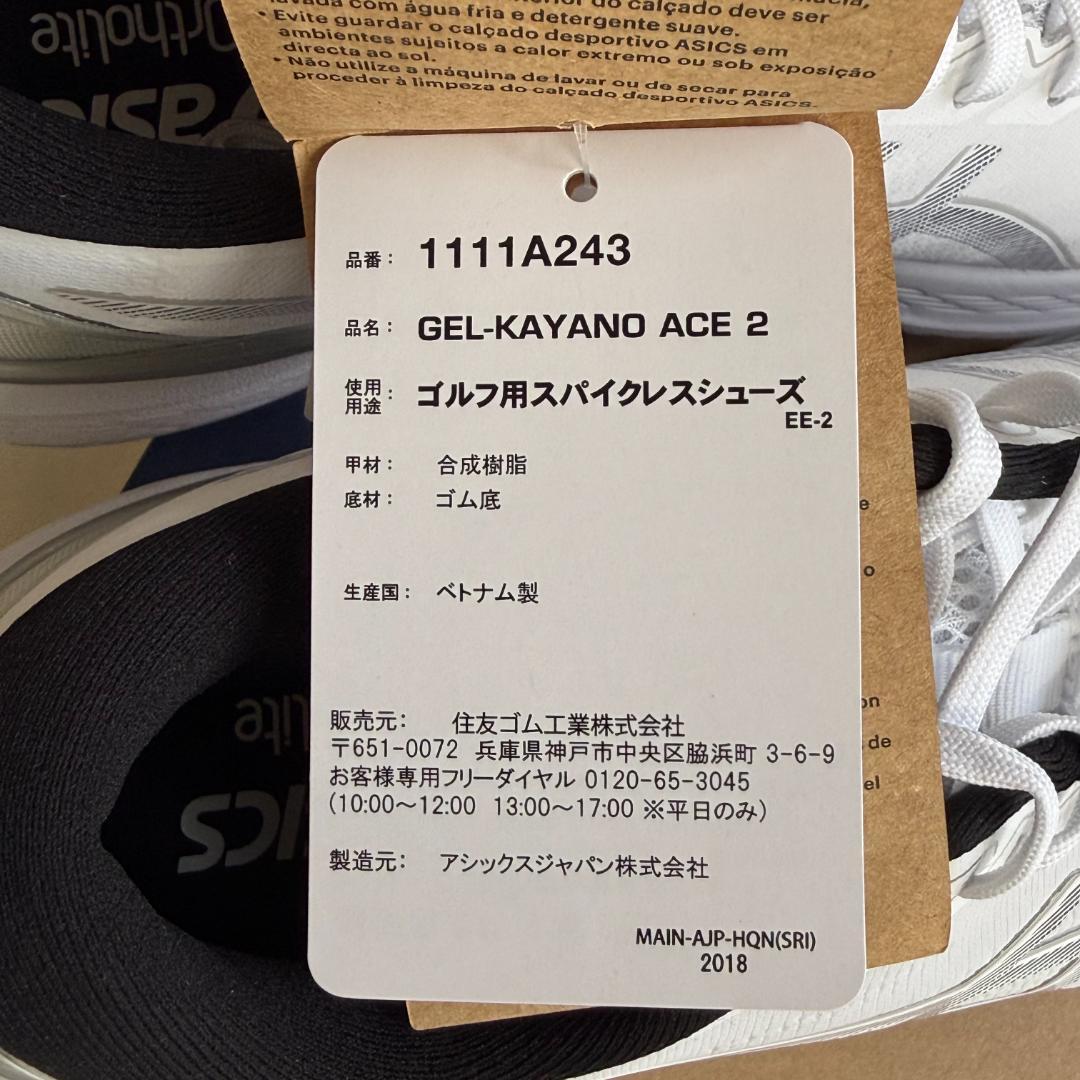 lavada com água fria e detergente suave.
• Evite guardar o calçado desportivo ASICS em
ambientes sujeitos a calor extremo ou sob exposição
directa ao sol.
• Não utilize a máquina de lavar ou de secar para
proceder à limpeza do calçado desportivo ASICS.
Ortholite
asics
品番: 1111A243
品名: GEL-KAYANO ACE 2
使用用途: ゴルフ用スパイクレスシューズ
EE-2
甲材: 合成樹脂
底材: ゴム底
生産国: ベトナム製
販売元: 住友ゴム工業株式会社
〒651-0072 兵庫県神戸市中央区脇浜町 3-6-9
お客様専用フリーダイヤル 0120-65-3045
(10:00～12:00 13:00～17:00 ※平日のみ)
製造元: アシックスジャパン株式会社
MAIN-AJP-HQN(SRI)
2018